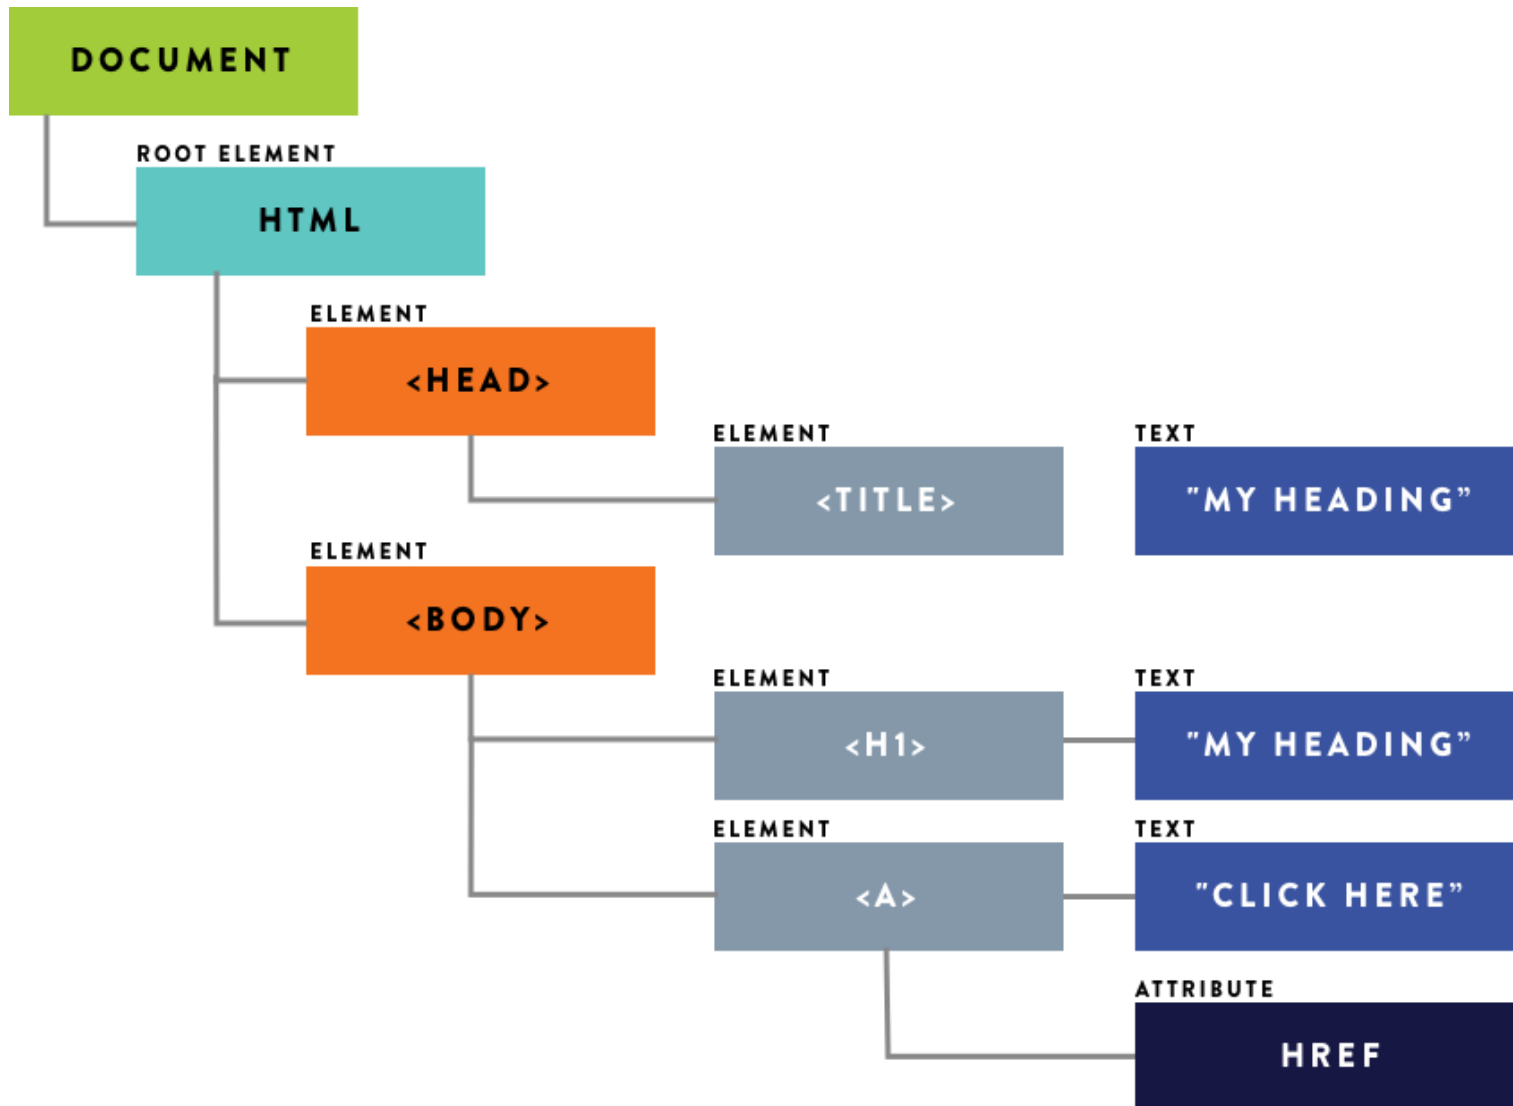 DOCUMENT
ROOT ELEMENT
HTML
ELEMENT
<HEAD>
ELEMENT
<TITLE>
TEXT
"MY HEADING”
ELEMENT
<BODY>
ELEMENT
<H1>
TEXT
"MY HEADING”
ELEMENT
<A>
TEXT
"CLICK HERE”
ATTRIBUTE
HREF